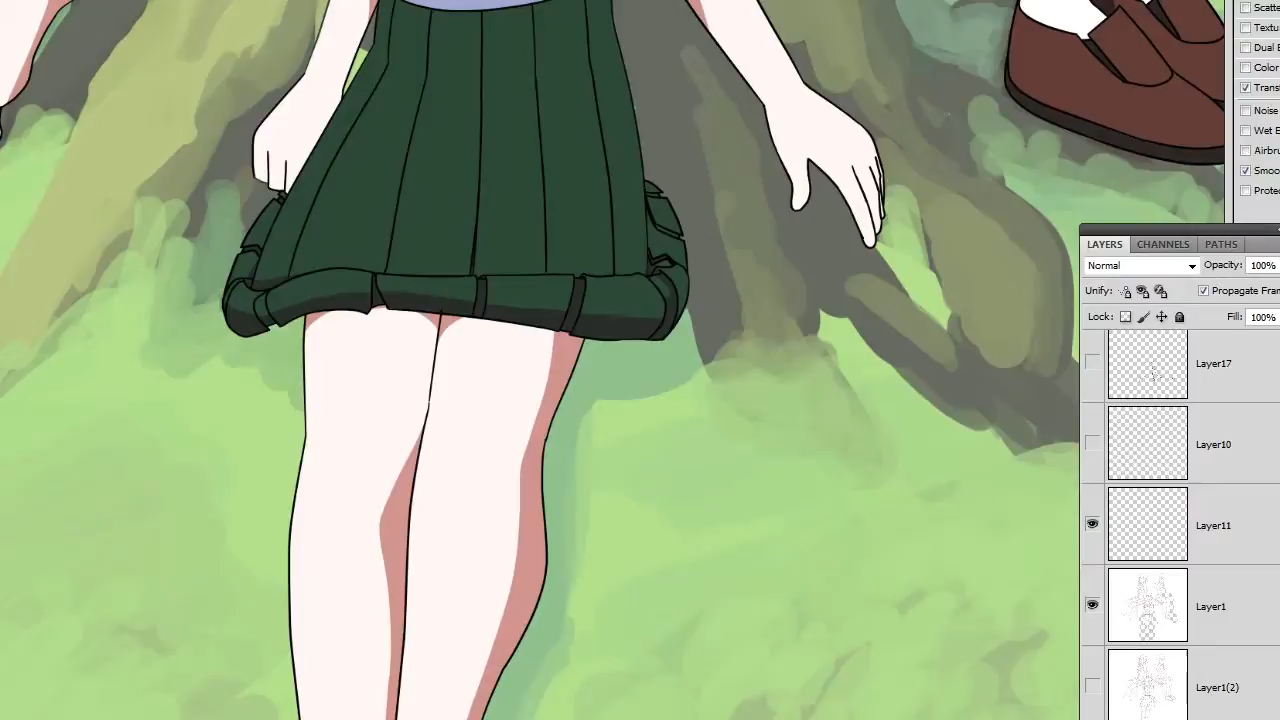 Scatte
Textu
Dual B
Color
Trans
Noise
Wet E
Airbru
Smoo
Prote
LAYERS CHANNELS PATHS
Normal Opacity: 100%
Unify: Propagate Fran
Lock: Fill: 100%
Layer17
Layer10
Layer11
Layer1
Layer1(2)